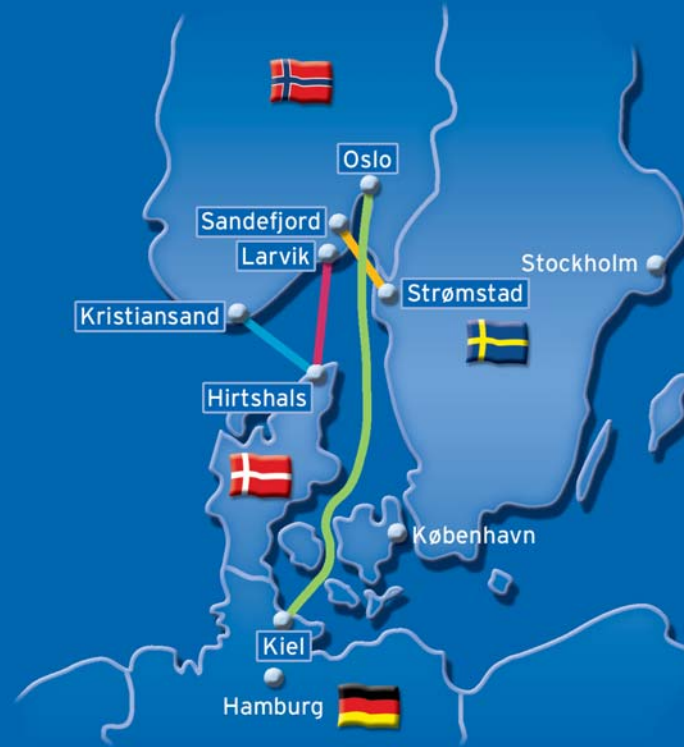 Oslo
Sandefjord
Larvik
Stockholm
Strømstad
Kristiansand
Hirtshals
København
Kiel
Hamburg